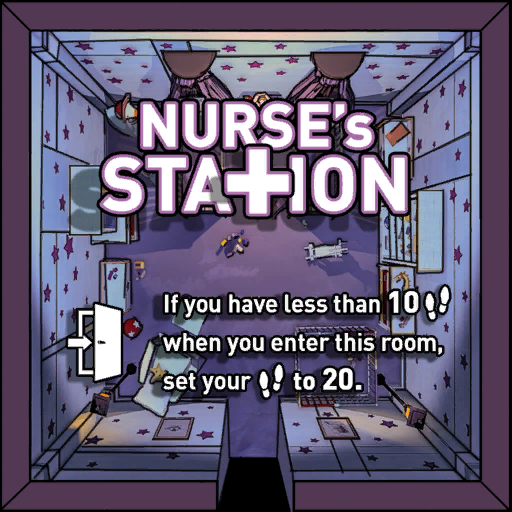 NURSE's
STATION
If you have less than 10
when you enter this room,
set your to 20.